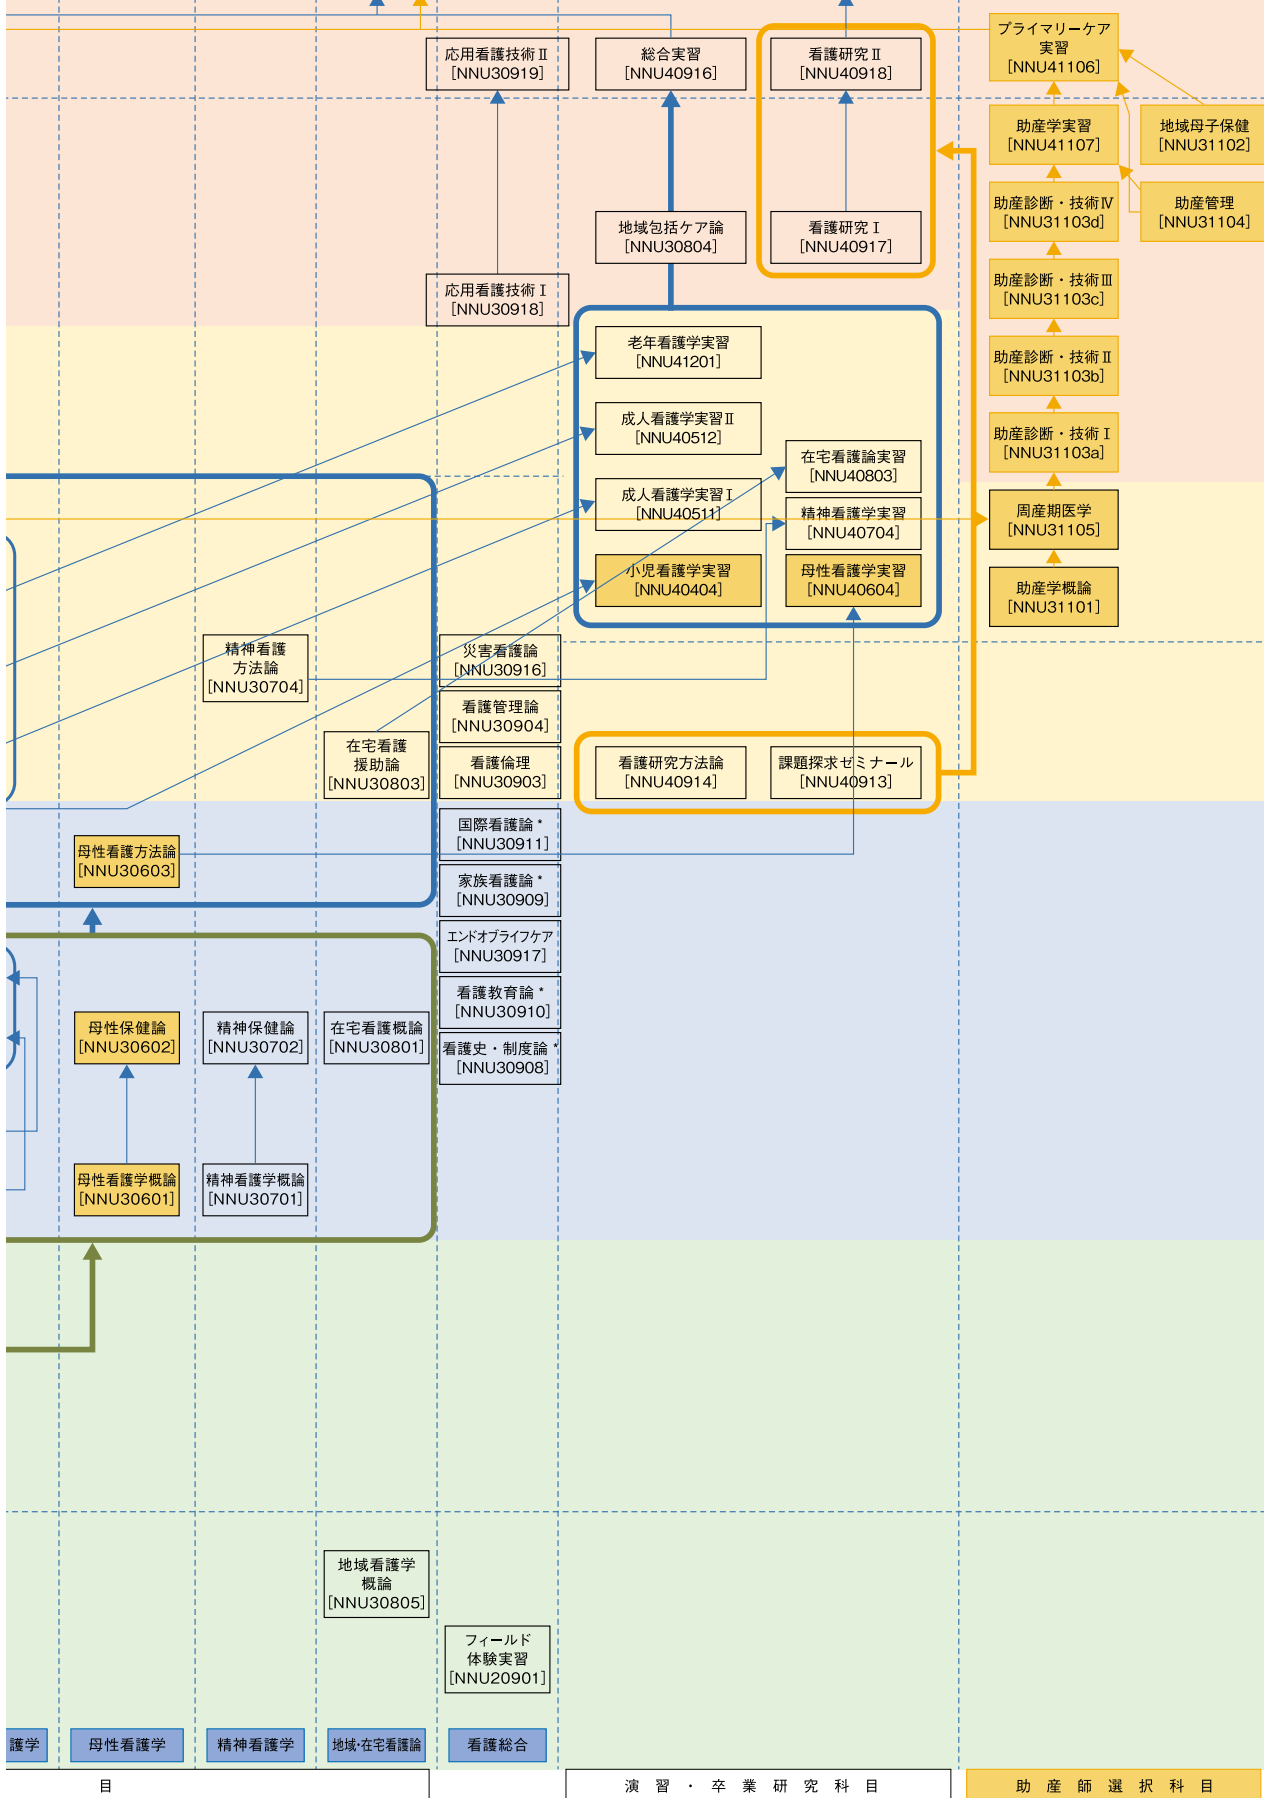 応用看護技術Ⅱ
[NNU30919]
総合実習
[NNU40916]
看護研究Ⅱ
[NNU40918]
プライマリーケア
実習
[NNU41106]
助産学実習
[NNU41107]
地域母子保健
[NNU31102]
助産診断・技術Ⅳ
[NNU31103d]
助産管理
[NNU31104]
地域包括ケア論
[NNU30804]
看護研究Ⅰ
[NNU40917]
応用看護技術Ⅰ
[NNU30918]
助産診断・技術Ⅲ
[NNU31103c]
老年看護学実習
[NNU41201]
助産診断・技術Ⅱ
[NNU31103b]
成人看護学実習Ⅱ
[NNU40512]
助産診断・技術Ⅰ
[NNU31103a]
在宅看護論実習
[NNU40803]
成人看護学実習Ⅰ
[NNU40511]
精神看護学実習
[NNU40704]
周産期医学
[NNU31105]
小児看護学実習
[NNU40404]
母性看護学実習
[NNU40604]
助産学概論
[NNU31101]
精神看護
方法論
[NNU30704]
災害看護論
[NNU30916]
看護管理論
[NNU30904]
在宅看護
援助論
[NNU30803]
看護倫理
[NNU30903]
看護研究方法論
[NNU40914]
課題探求ゼミナール
[NNU40913]
国際看護論 *
[NNU30911]
母性看護方法論
[NNU30603]
家族看護論 *
[NNU30909]
エンドオブライフケア
[NNU30917]
看護教育論 *
[NNU30910]
母性保健論
[NNU30602]
精神保健論
[NNU30702]
在宅看護概論
[NNU30801]
看護史・制度論 *
[NNU30908]
母性看護学概論
[NNU30601]
精神看護学概論
[NNU30701]
地域看護学
概論
[NNU30805]
フィールド
体験実習
[NNU20901]
護学
母性看護学
精神看護学
地域・在宅看護論
看護総合
目
演習・卒業研究科目
助産師選択科目